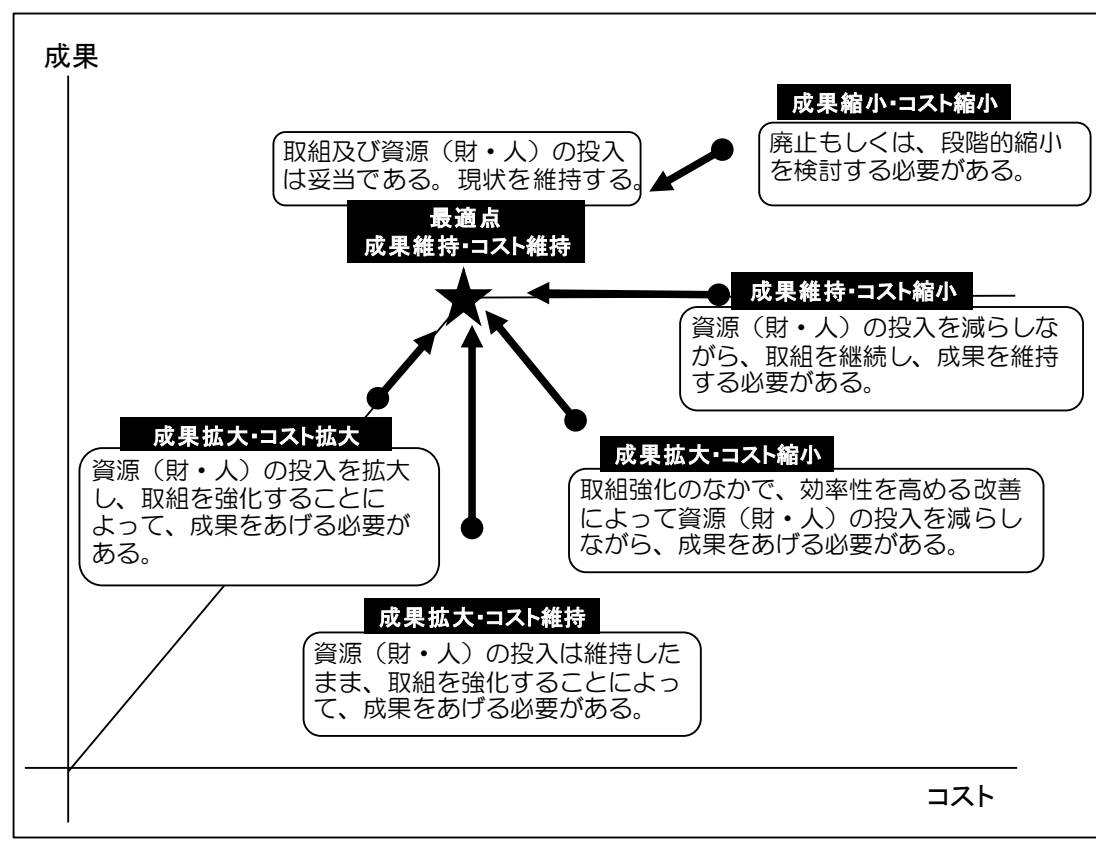 成果
成果縮小・コスト縮小
廃止もしくは、段階的縮小
を検討する必要がある。
取組及び資源（財・人）の投入
は妥当である。現状を維持する。
最適点
成果維持・コスト維持
成果維持・コスト縮小
資源（財・人）の投入を減らしな
がら、取組を継続し、成果を維持
する必要がある。
成果拡大・コスト拡大
資源（財・人）の投入を拡大
し、取組を強化することに
よって、成果をあげる必要が
ある。
成果拡大・コスト縮小
取組強化のなかで、効率性を高める改善
によって資源（財・人）の投入を減らし
ながら、成果をあげる必要がある。
成果拡大・コスト維持
資源（財・人）の投入は維持した
まま、取組を強化することによっ
て、成果をあげる必要がある。
コスト